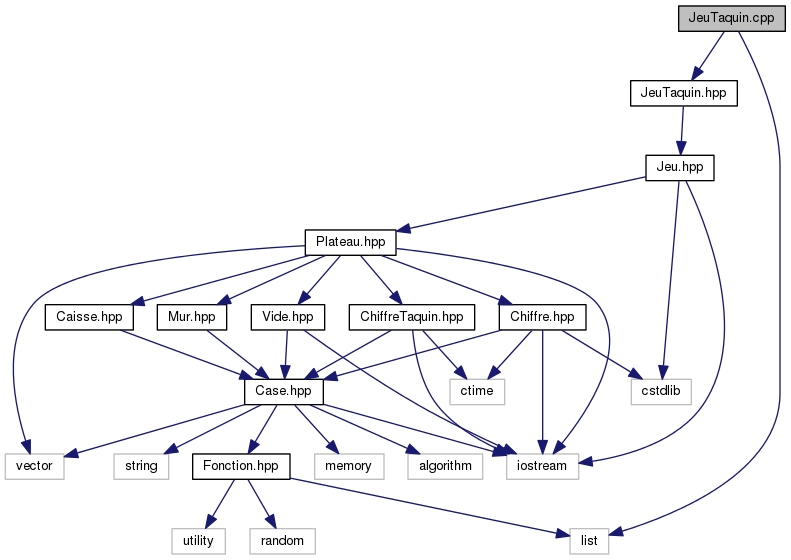 JeuTaquin.cpp
JeuTaquin.hpp
Jeu.hpp
Plateau.hpp
Caisse.hpp
Mur.hpp
Vide.hpp
ChiffreTaquin.hpp
Chiffre.hpp
Case.hpp
ctime
cstdlib
vector
string
Fonction.hpp
memory
algorithm
iostream
utility
random
list